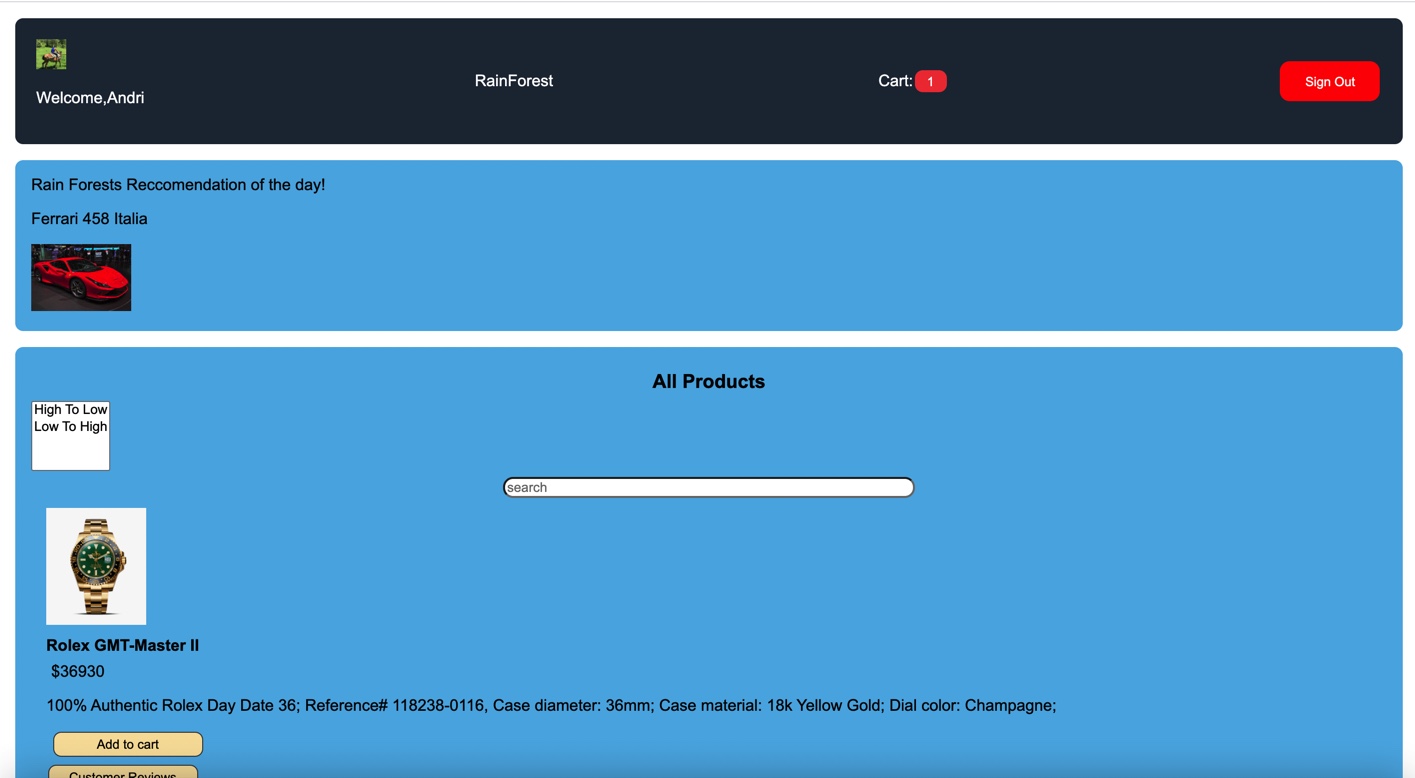 Welcome,Andri
RainForest
Cart: 1
Sign Out
Rain Forests Reccomendation of the day!
Ferrari 458 Italia
All Products
High To Low
Low To High
search
Rolex GMT-Master II
$36930
100% Authentic Rolex Day Date 36; Reference# 118238-0116, Case diameter: 36mm; Case material: 18k Yellow Gold; Dial color: Champagne;
Add to cart
Customer Reviews